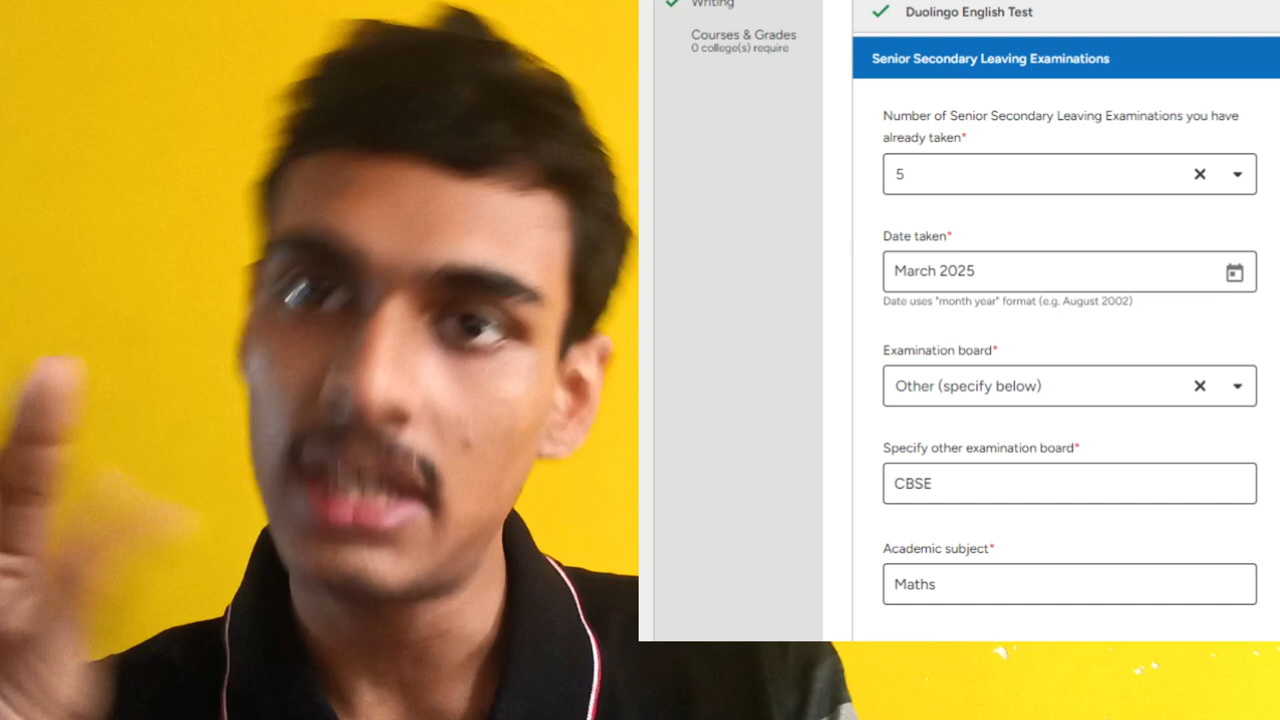 Writing
Courses & Grades
0 college(s) require
Duolingo English Test
Senior Secondary Leaving Examinations
Number of Senior Secondary Leaving Examinations you have
already taken*
5
Date taken*
March 2025
Date uses "month year" format (e.g. August 2002)
Examination board*
Other (specify below)
Specify other examination board*
CBSE
Academic subject*
Maths